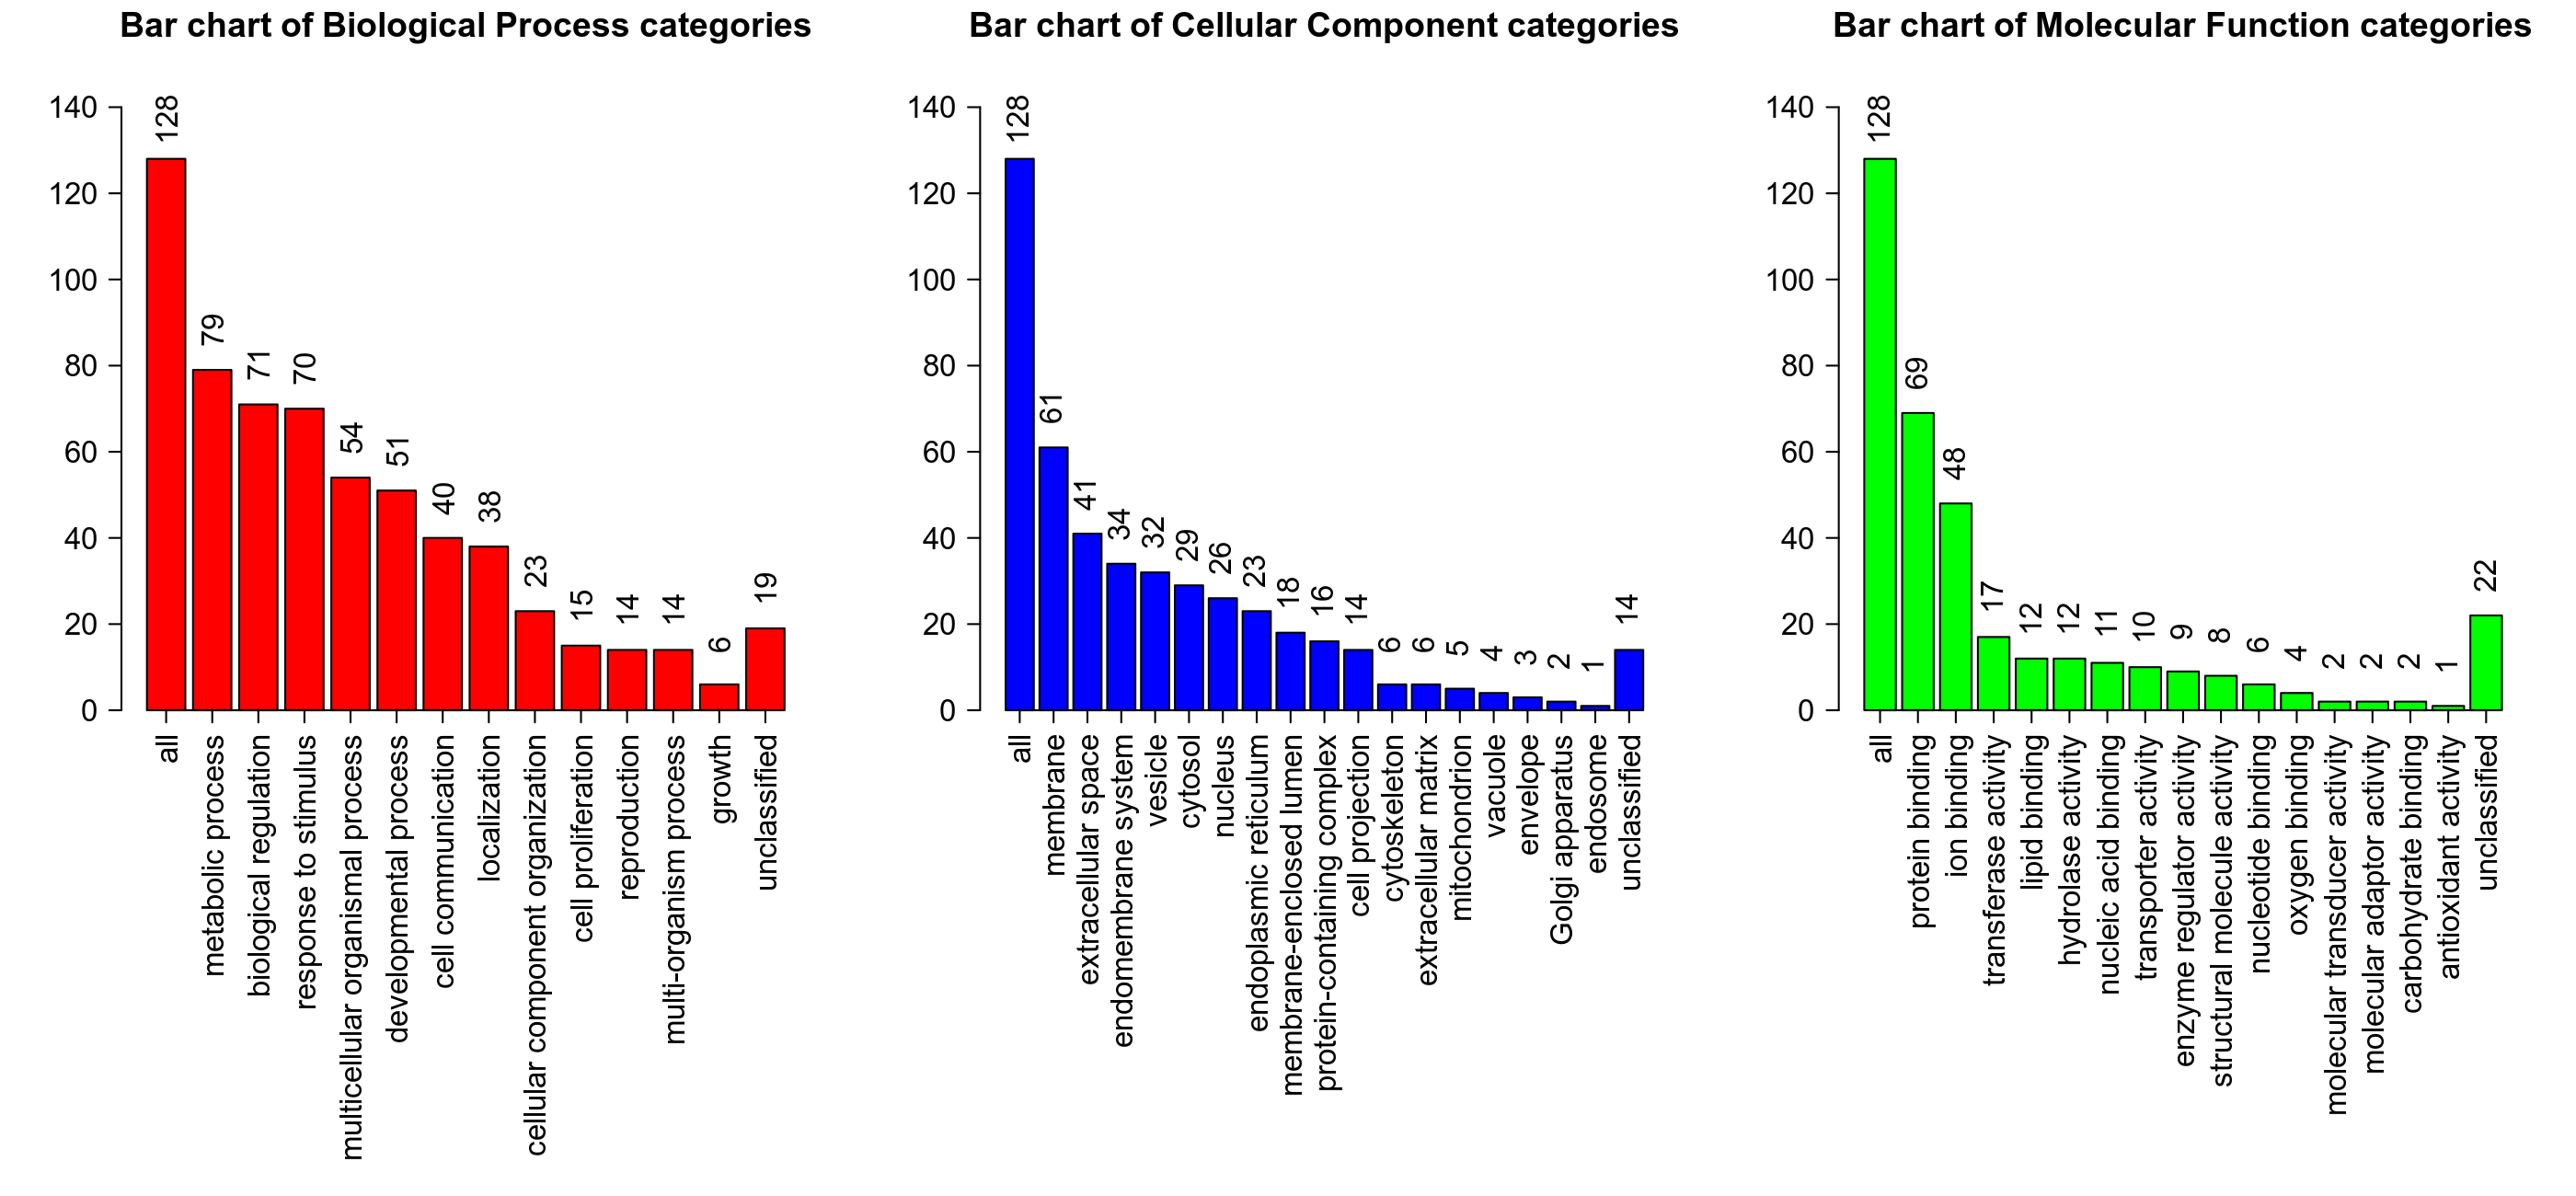 Bar chart of Biological Process categories
140
120
100
80
60
40
20
0
128
79
71
70
54
51
40
38
23
15
14
14
6
19
all
metabolic process
biological regulation
response to stimulus
multicellular organismal process
developmental process
cell communication
localization
cellular component organization
cell proliferation
reproduction
multi-organism process
growth
unclassified
Bar chart of Cellular Component categories
140
120
100
80
60
40
20
0
128
61
41
34
32
29
26
23
18
16
14
6
6
5
4
3
2
1
14
all
membrane
extracellular space
endomembrane system
vesicle
cytosol
nucleus
endoplasmic reticulum
membrane-enclosed lumen
protein-containing complex
cell projection
cytoskeleton
extracellular matrix
mitochondrion
vacuole
envelope
Golgi apparatus
endosome
unclassified
Bar chart of Molecular Function categories
140
120
100
80
60
40
20
0
128
69
48
17
12
12
11
10
9
8
6
4
2
2
2
1
22
all
protein binding
ion binding
transferase activity
lipid binding
hydrolase activity
nucleic acid binding
transporter activity
enzyme regulator activity
structural molecule activity
nucleotide binding
oxygen binding
molecular transducer activity
molecular adaptor activity
carbohydrate binding
antioxidant activity
unclassified